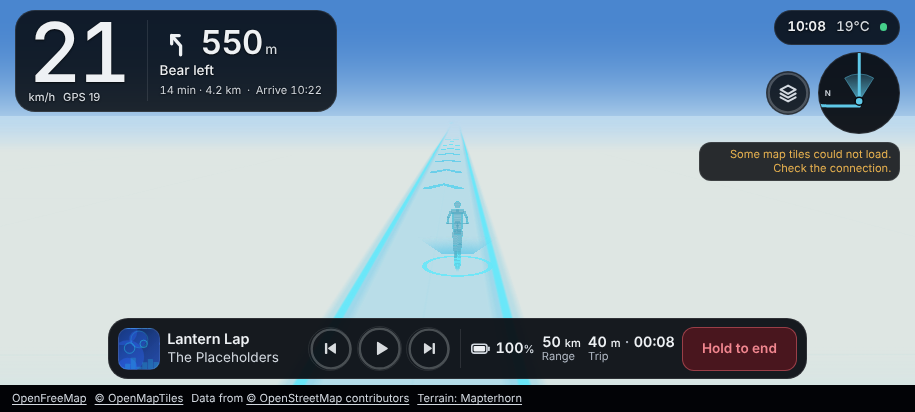 21
km/h GPS 19
550 m
Bear left
14 min · 4.2 km · Arrive 10:22
10:08 19°C
N
Some map tiles could not load.
Check the connection.
Lantern Lap
The Placeholders
100%
50 km
Range
40 m · 00:08
Trip
Hold to end
OpenFreeMap © OpenMapTiles Data from © OpenStreetMap contributors Terrain: Mapterhorn